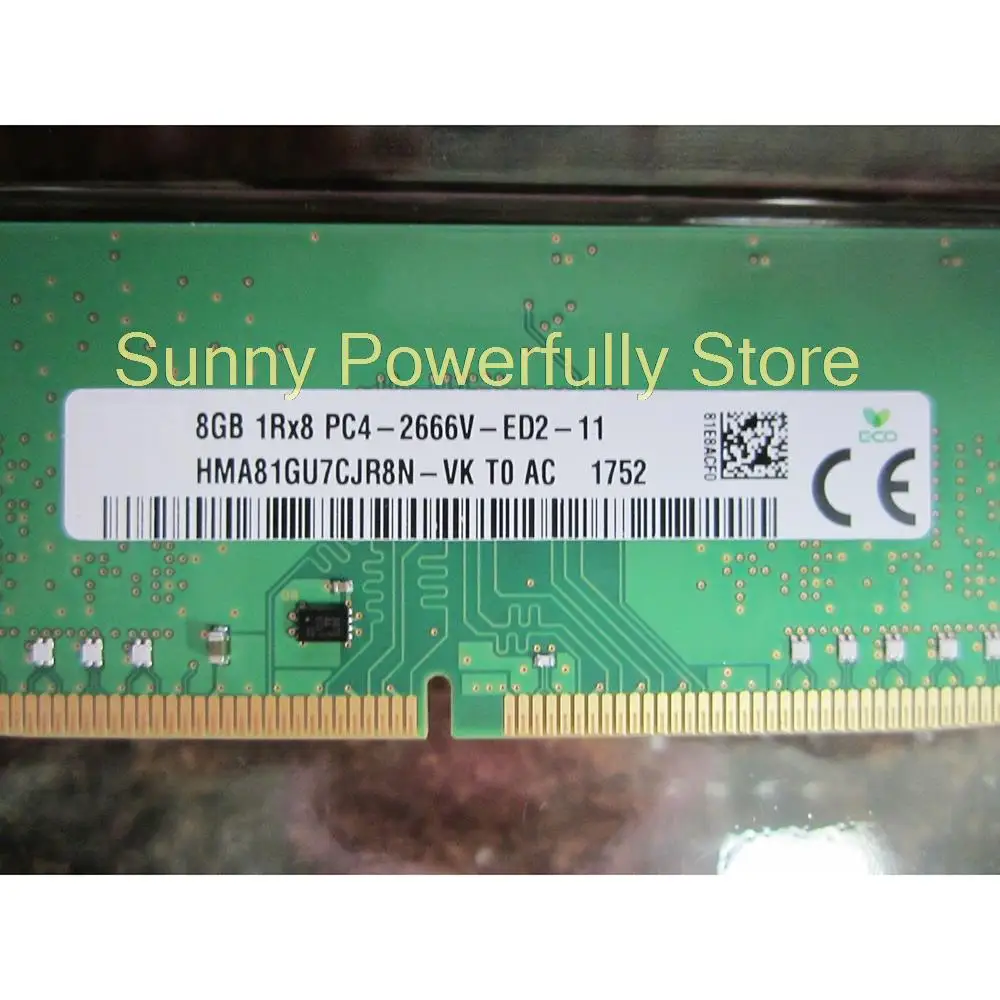 Sunny Powerfully Store
8GB 1Rx8 PC4-2666V-ED2-11
HMA81GU7CJR8N-VK T0 AC 1752
81E8ACF0
ECO
CE